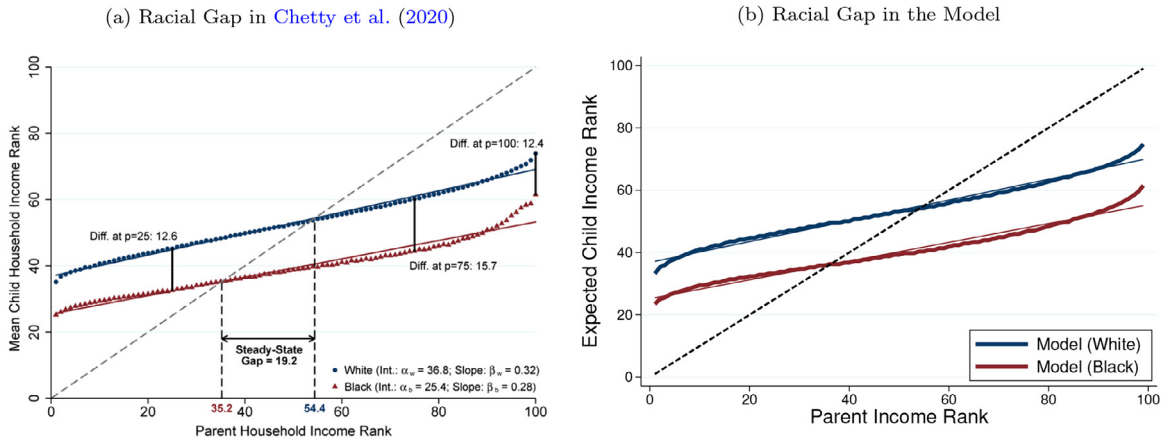 (a) Racial Gap in Chetty et al. (2020)
Mean Child Household Income Rank
100
80
60
40
20
0
Diff. at p=100: 12.4
Diff. at p=25: 12.6
Diff. at p=75: 15.7
Steady-State
Gap = 19.2
White (Int.: αw = 36.8; Slope: βw = 0.32)
Black (Int.: αb = 25.4; Slope: βb = 0.28)
0 20 35.2 40 54.4 60 80 100
Parent Household Income Rank
(b) Racial Gap in the Model
Expected Child Income Rank
100
80
60
40
20
0
Model (White)
Model (Black)
0 20 40 60 80 100
Parent Income Rank